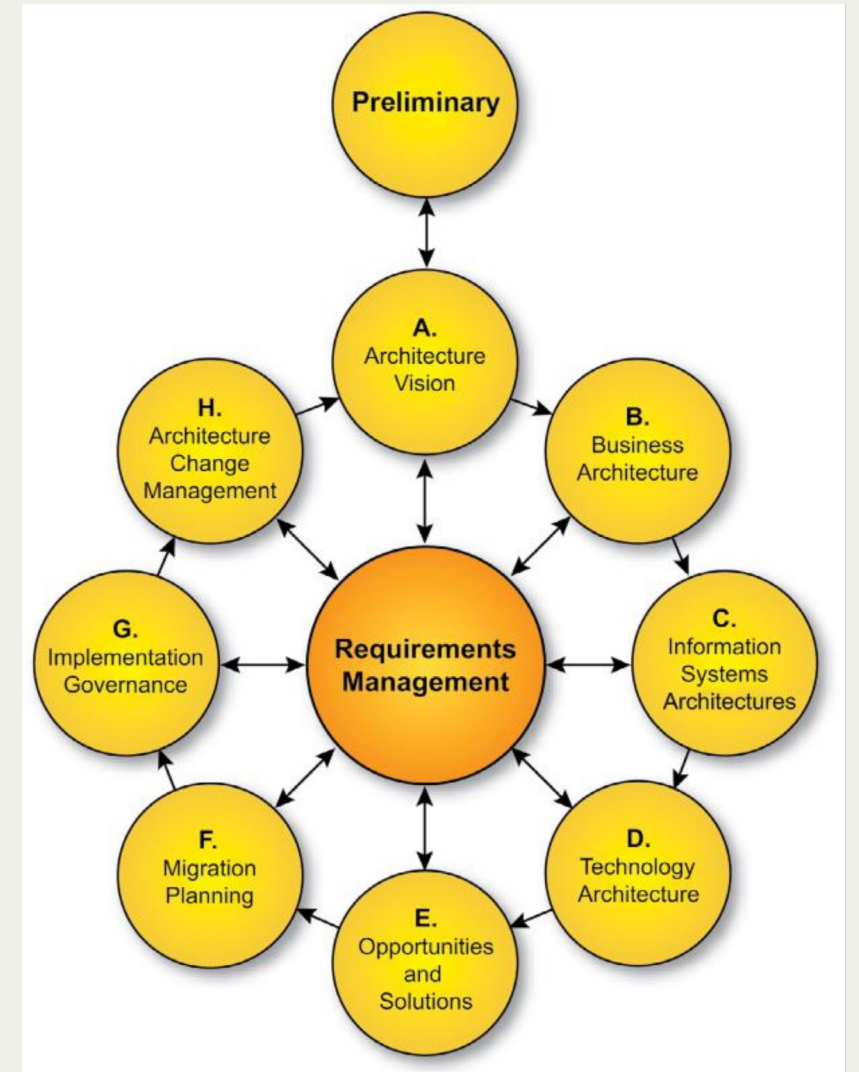 Preliminary
A.
Architecture
Vision
B.
Business
Architecture
C.
Information
Systems
Architectures
D.
Technology
Architecture
E.
Opportunities
and
Solutions
F.
Migration
Planning
G.
Implementation
Governance
H.
Architecture
Change
Management
Requirements
Management